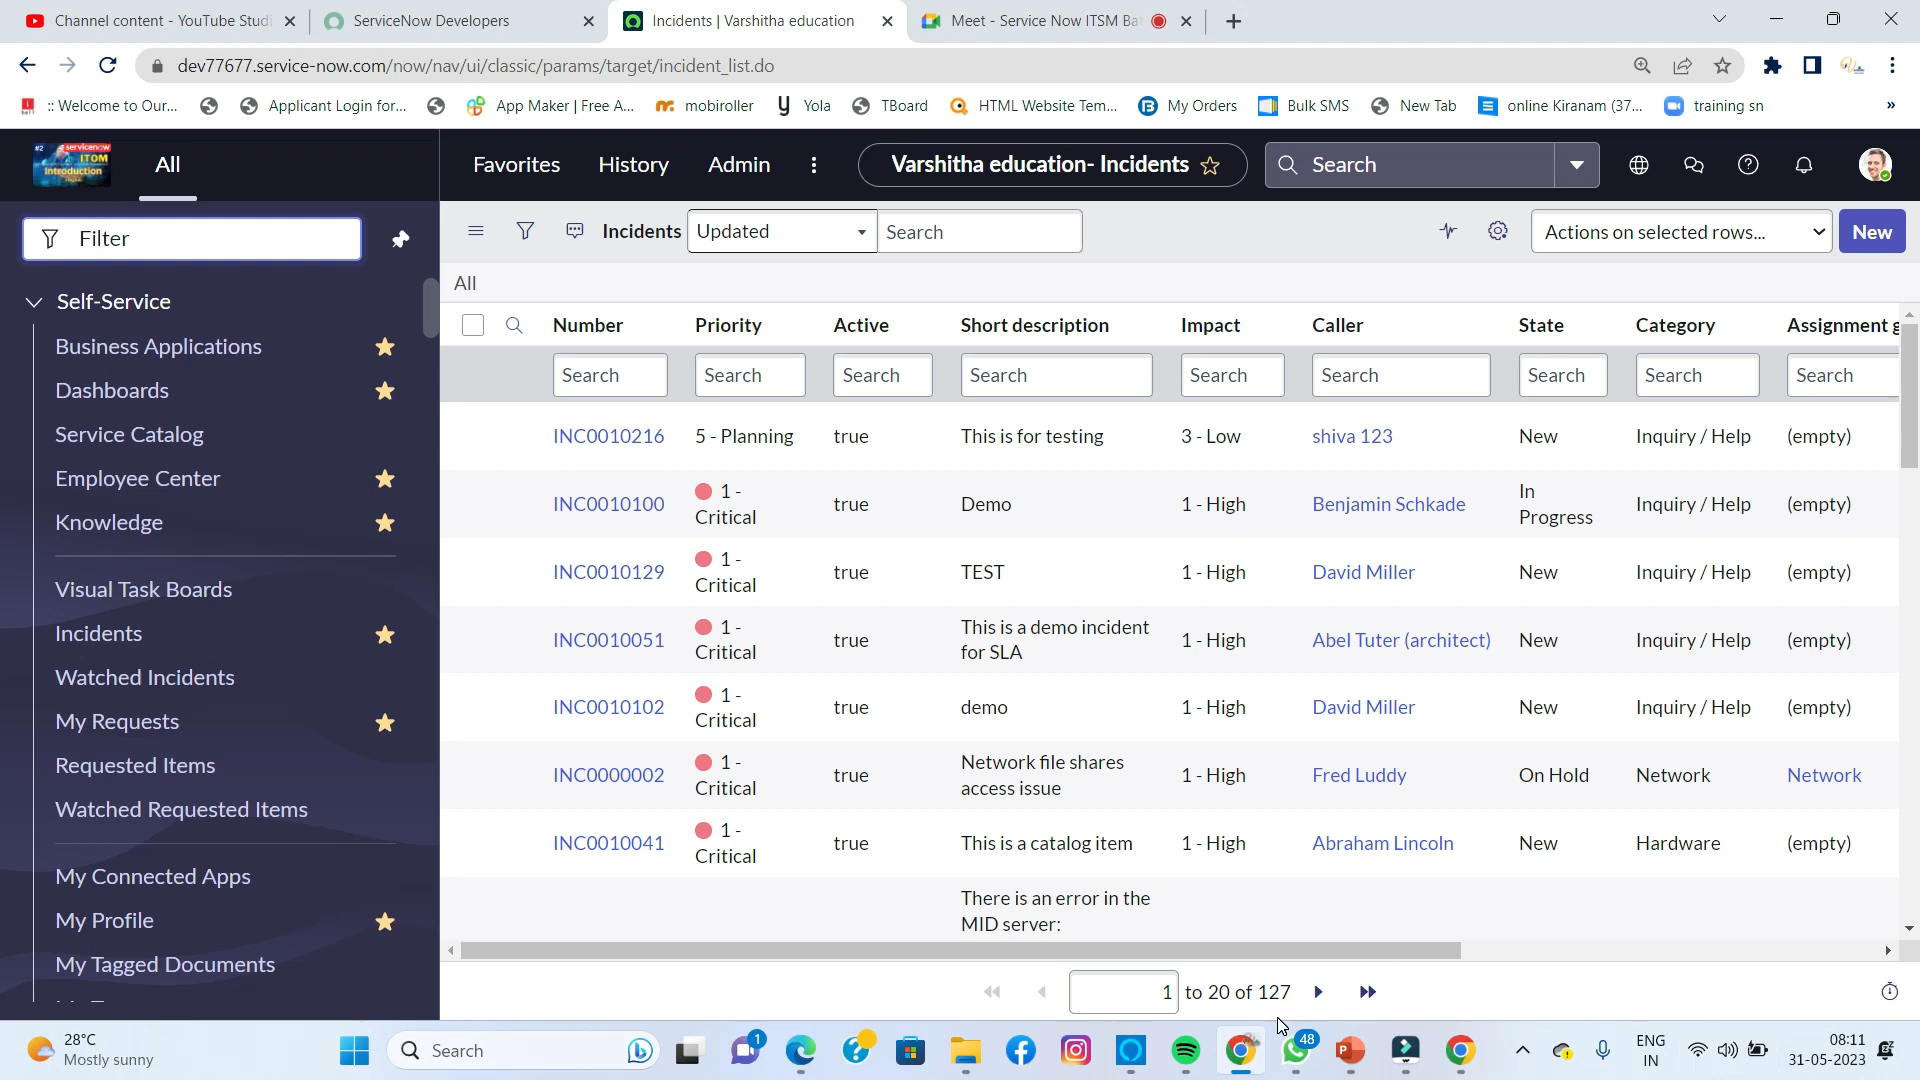 Channel content - YouTube Studi
ServiceNow Developers
Incidents | Varshitha education
Meet - Service Now ITSM Ba
dev77677.service-now.com/now/nav/ui/classic/params/target/incident_list.do
:: Welcome to Our...
Applicant Login for...
App Maker | Free A...
mobiroller
Yola
TBoard
HTML Website Tem...
My Orders
Bulk SMS
New Tab
online Kiranam (37...
training sn
#2 servicenow
ITOM
Introduction
All
Favorites
History
Admin
Varshitha education- Incidents
Search
Filter
Incidents
Updated
Search
Actions on selected rows...
New
All
Self-Service
Business Applications
Dashboards
Service Catalog
Employee Center
Knowledge
Visual Task Boards
Incidents
Watched Incidents
My Requests
Requested Items
Watched Requested Items
My Connected Apps
My Profile
My Tagged Documents
Number Priority Active Short description Impact Caller State Category Assignment g
Search Search Search Search Search Search Search Search Search
INC0010216 5 - Planning true This is for testing 3 - Low shiva 123 New Inquiry / Help (empty)
INC0010100 1 - Critical true Demo 1 - High Benjamin Schkade In Progress Inquiry / Help (empty)
INC0010129 1 - Critical true TEST 1 - High David Miller New Inquiry / Help (empty)
INC0010051 1 - Critical true This is a demo incident for SLA 1 - High Abel Tuter (architect) New Inquiry / Help (empty)
INC0010102 1 - Critical true demo 1 - High David Miller New Inquiry / Help (empty)
INC0000002 1 - Critical true Network file shares access issue 1 - High Fred Luddy On Hold Network Network
INC0010041 1 - Critical true This is a catalog item 1 - High Abraham Lincoln New Hardware (empty)
There is an error in the
MID server:
1 to 20 of 127
28°C
Mostly sunny
Search
1
48
ENG
IN
08:11
31-05-2023